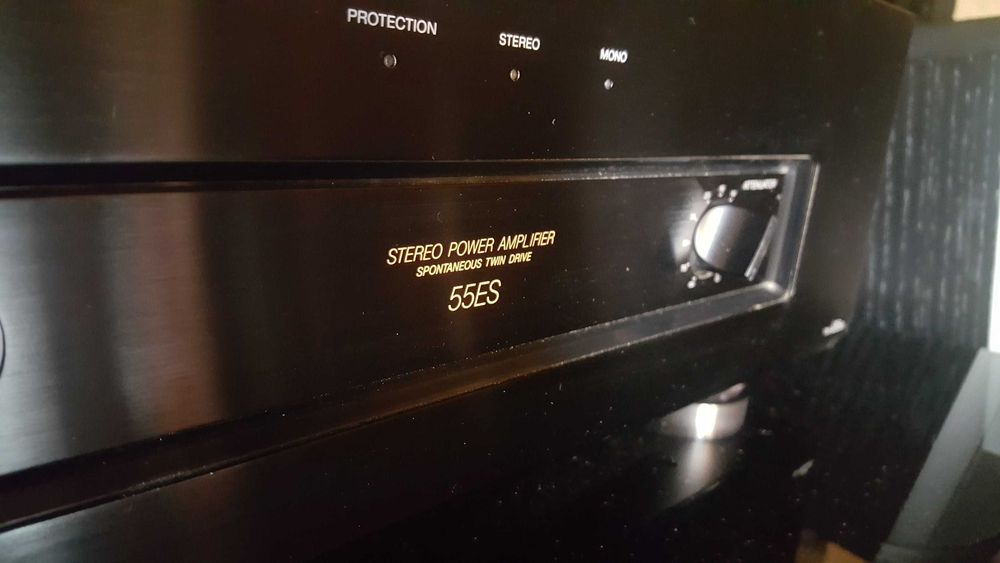 PROTECTION
STEREO
MONO
ATTENUATOR
STEREO POWER AMPLIFIER
SPONTANEOUS TWIN DRIVE
55ES